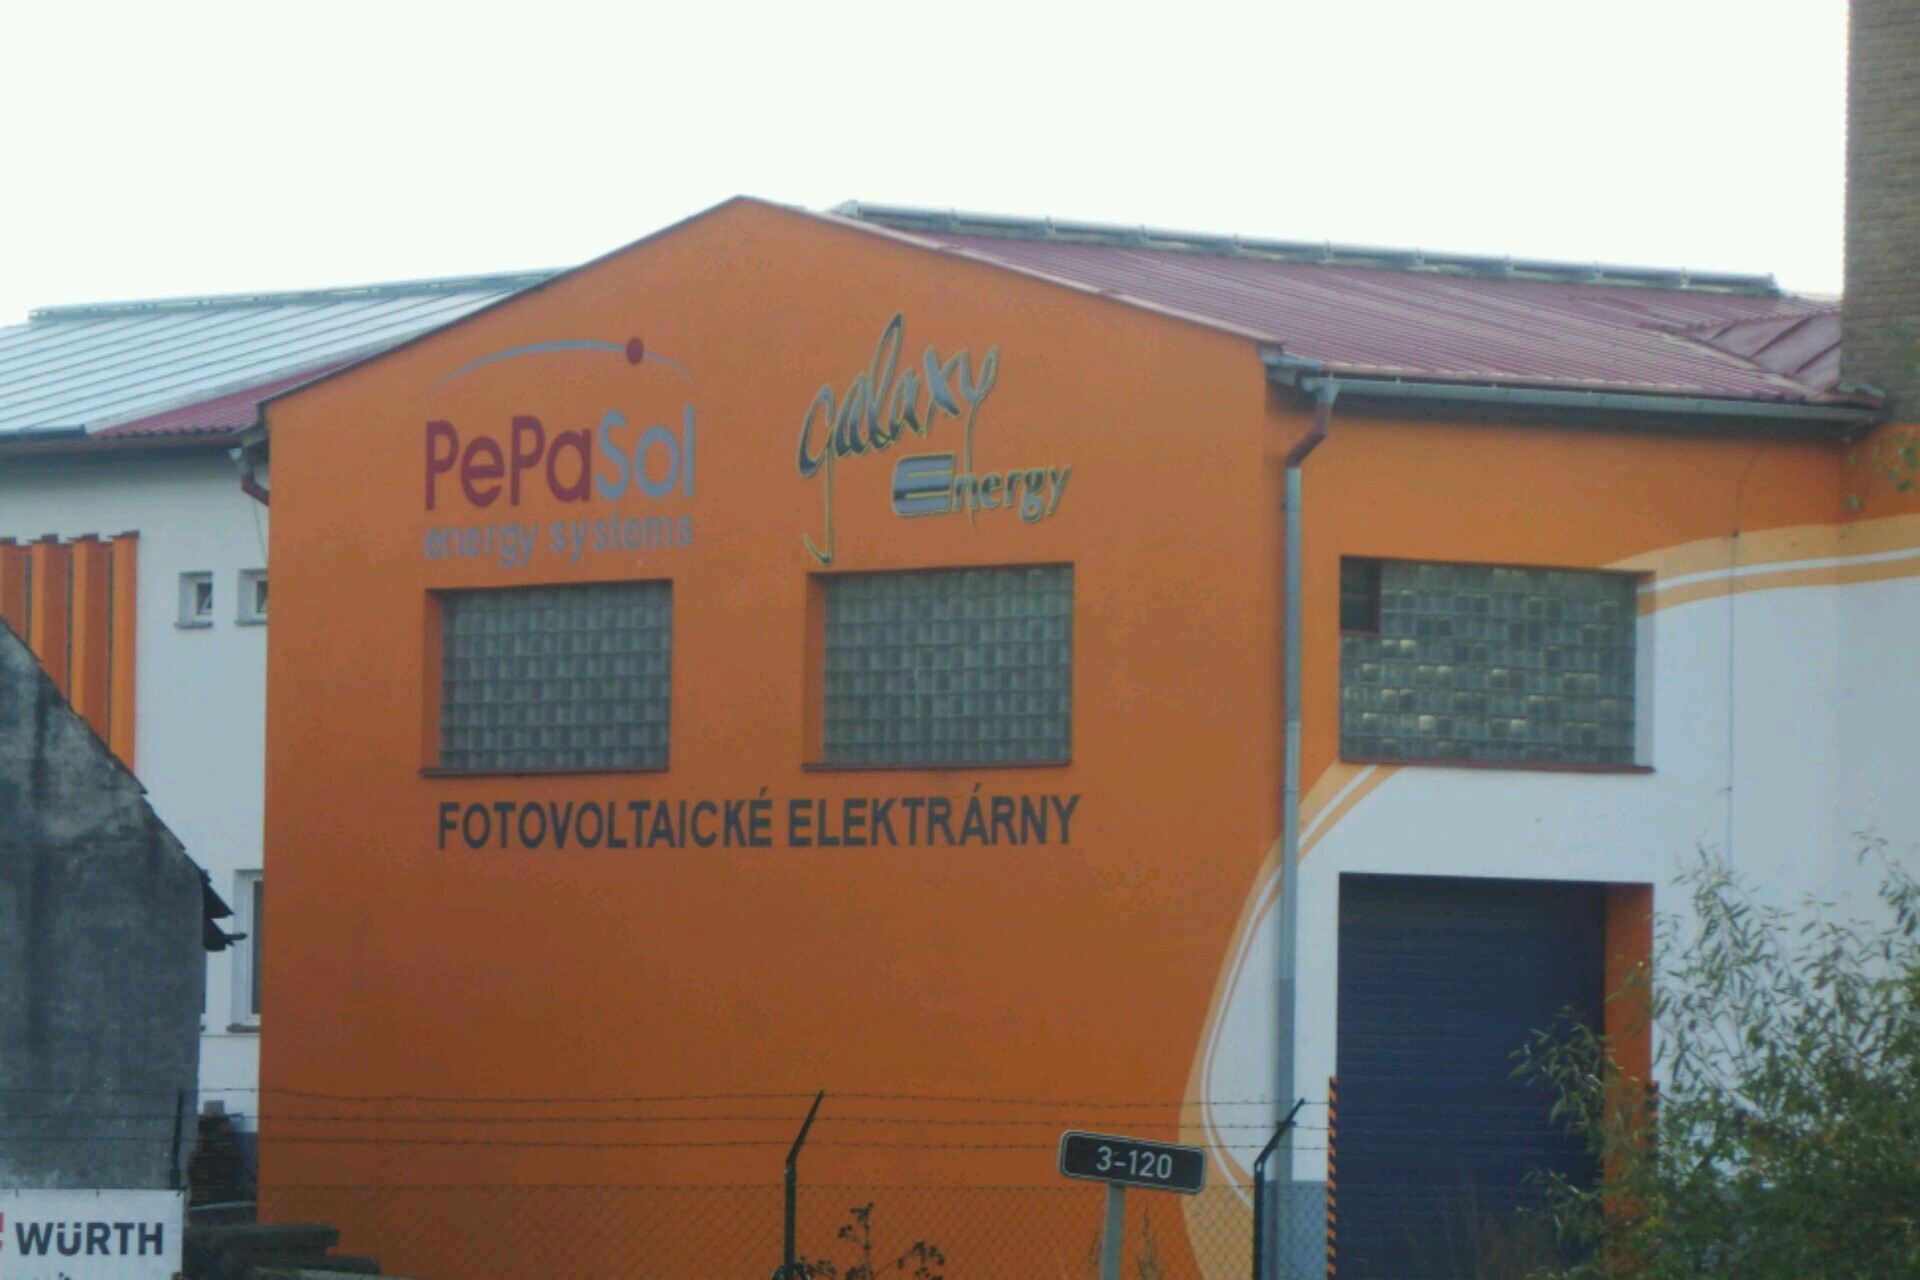 PePaSol
energy systems
galaxy
Energy
FOTOVOLTAICKÉ ELEKTRÁRNY
3-120
WÜRTH